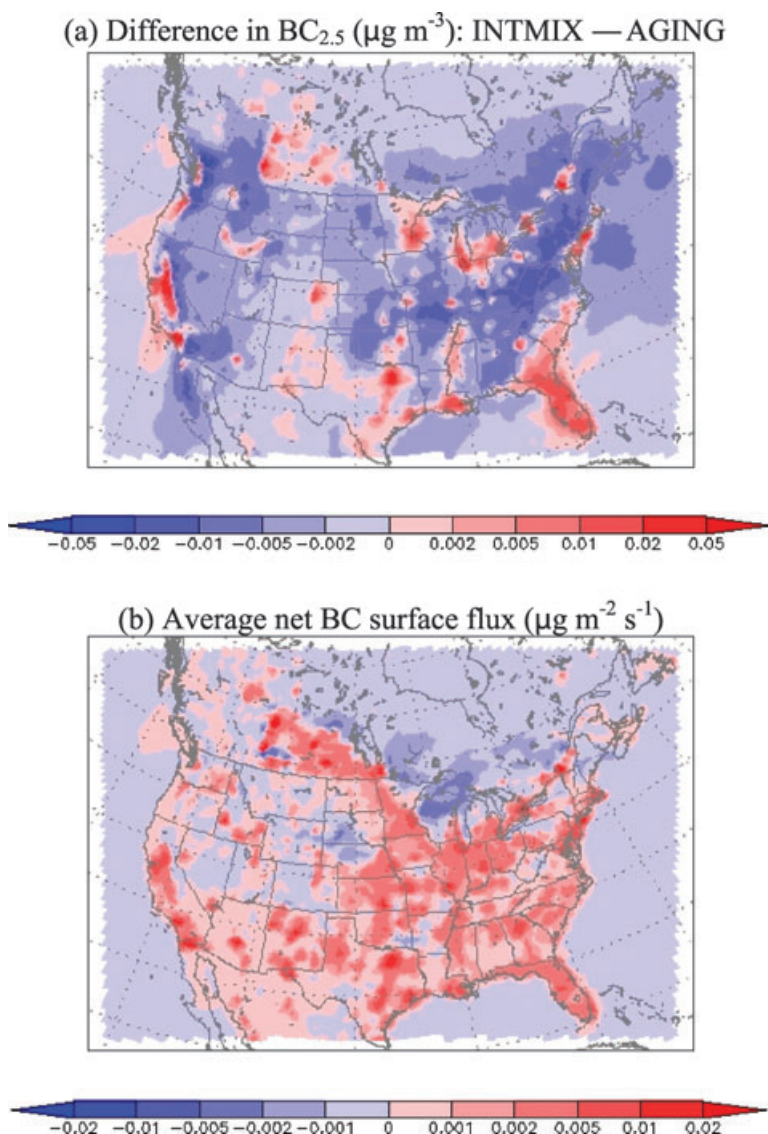 (a) Difference in BC2.5 (µg m-3): INTMIX — AGING
−0.05 −0.02 −0.01 −0.005 −0.002 0 0.002 0.005 0.01 0.02 0.05
(b) Average net BC surface flux (µg m-2 s-1)
−0.02 −0.01 −0.005 −0.002 −0.001 0 0.001 0.002 0.005 0.01 0.02